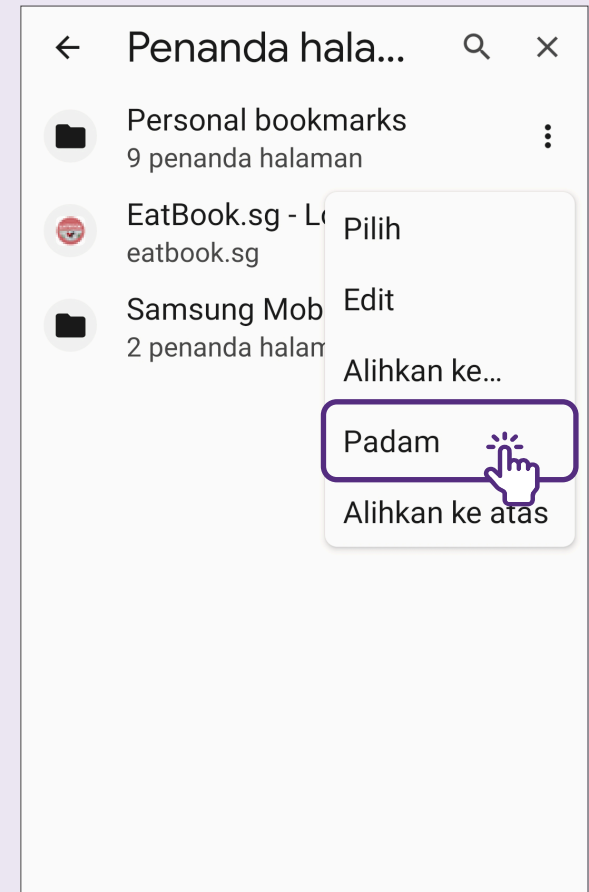 Penanda hala...
Personal bookmarks
9 penanda halaman
EatBook.sg - Lo
eatbook.sg
Samsung Mob
2 penanda halam
Pilih
Edit
Alihkan ke...
Padam
Alihkan ke atas